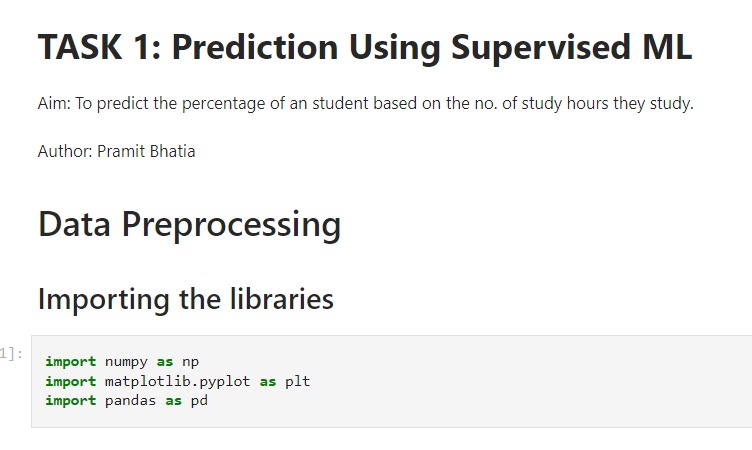 TASK 1: Prediction Using Supervised ML
Aim: To predict the percentage of an student based on the no. of study hours they study.
Author: Pramit Bhatia
Data Preprocessing
Importing the libraries
1]:
import numpy as np
import matplotlib.pyplot as plt
import pandas as pd